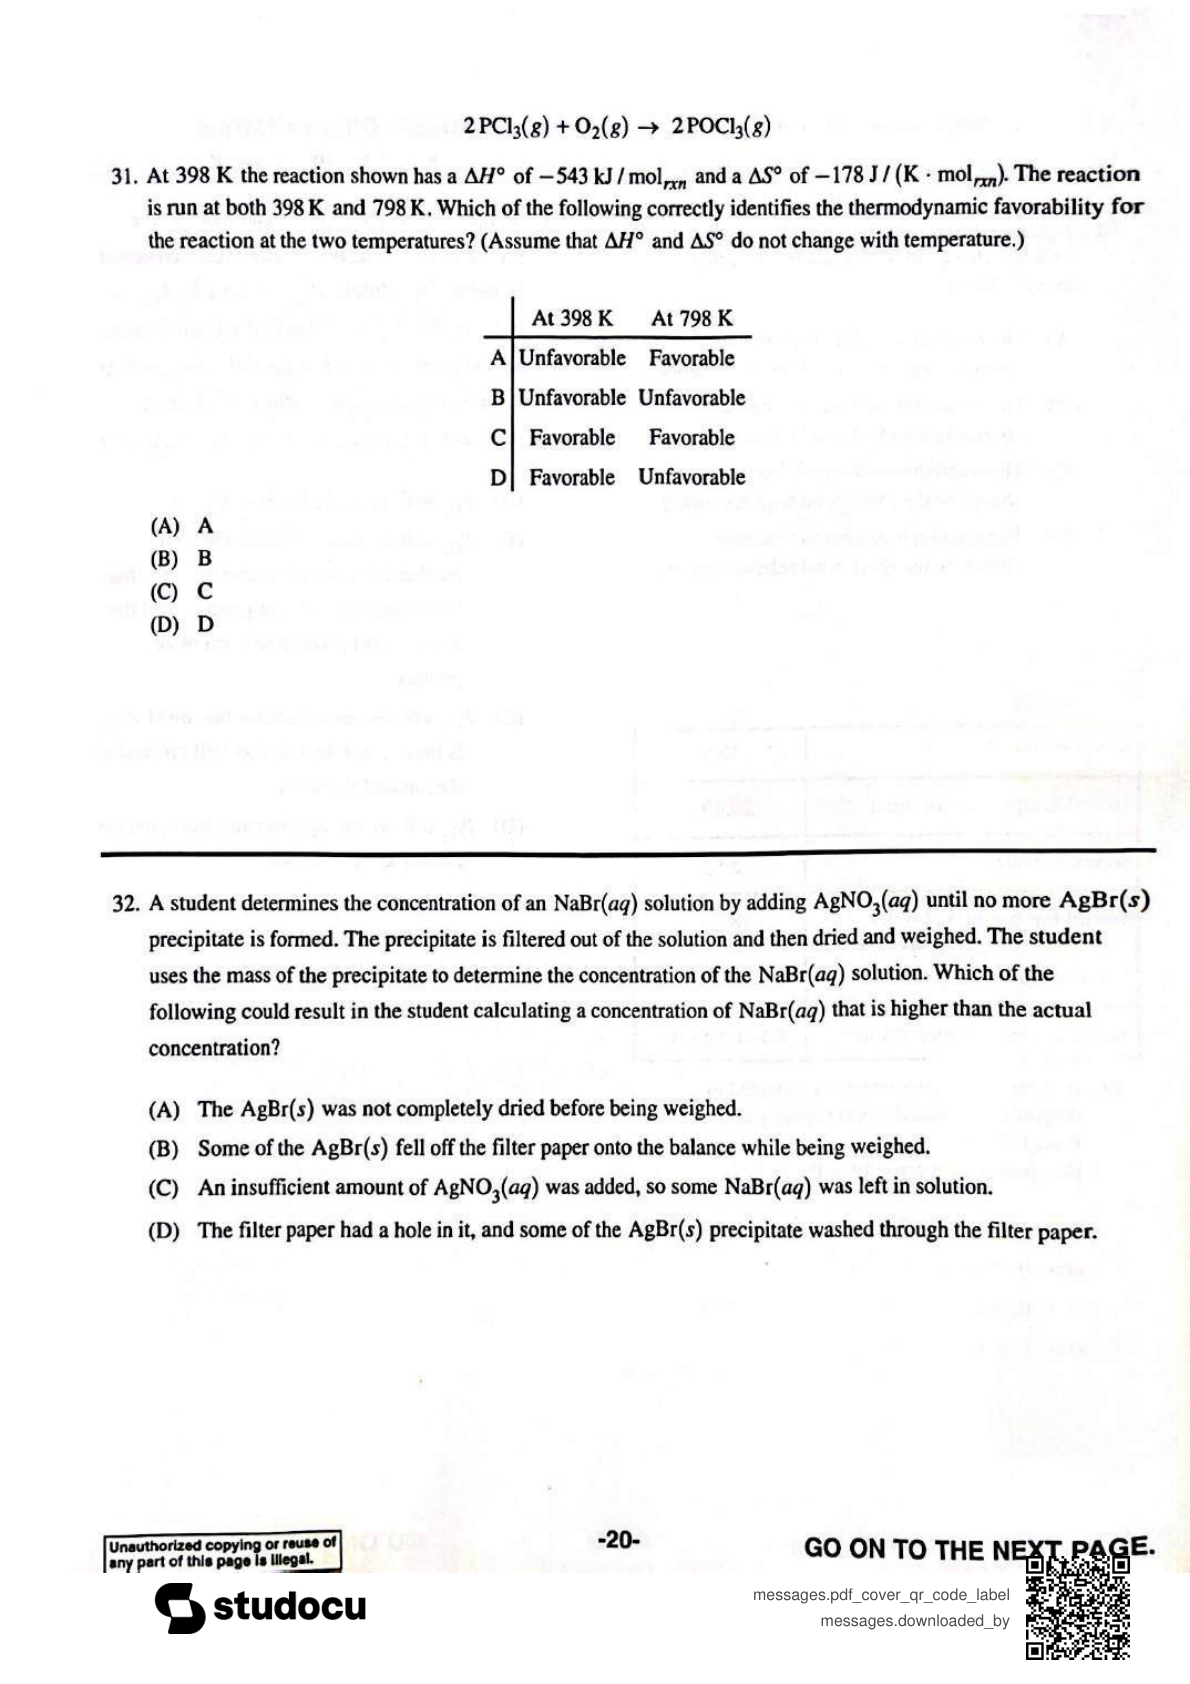 2 PCl₃(g) + O₂(g) → 2 POCl₃(g)
31. At 398 K the reaction shown has a ΔH° of −543 kJ / molᵣₓₙ and a ΔS° of −178 J / (K · molᵣₓₙ). The reaction
is run at both 398 K and 798 K. Which of the following correctly identifies the thermodynamic favorability for
the reaction at the two temperatures? (Assume that ΔH° and ΔS° do not change with temperature.)
At 398 K At 798 K
A Unfavorable Favorable
B Unfavorable Unfavorable
C Favorable Favorable
D Favorable Unfavorable
(A) A
(B) B
(C) C
(D) D
32. A student determines the concentration of an NaBr(aq) solution by adding AgNO₃(aq) until no more AgBr(s)
precipitate is formed. The precipitate is filtered out of the solution and then dried and weighed. The student
uses the mass of the precipitate to determine the concentration of the NaBr(aq) solution. Which of the
following could result in the student calculating a concentration of NaBr(aq) that is higher than the actual
concentration?
(A) The AgBr(s) was not completely dried before being weighed.
(B) Some of the AgBr(s) fell off the filter paper onto the balance while being weighed.
(C) An insufficient amount of AgNO₃(aq) was added, so some NaBr(aq) was left in solution.
(D) The filter paper had a hole in it, and some of the AgBr(s) precipitate washed through the filter paper.
Unauthorized copying or reuse of
any part of this page is illegal.
-20-
GO ON TO THE NEXT PAGE.
studocu
messages.pdf_cover_qr_code_label
messages.downloaded_by